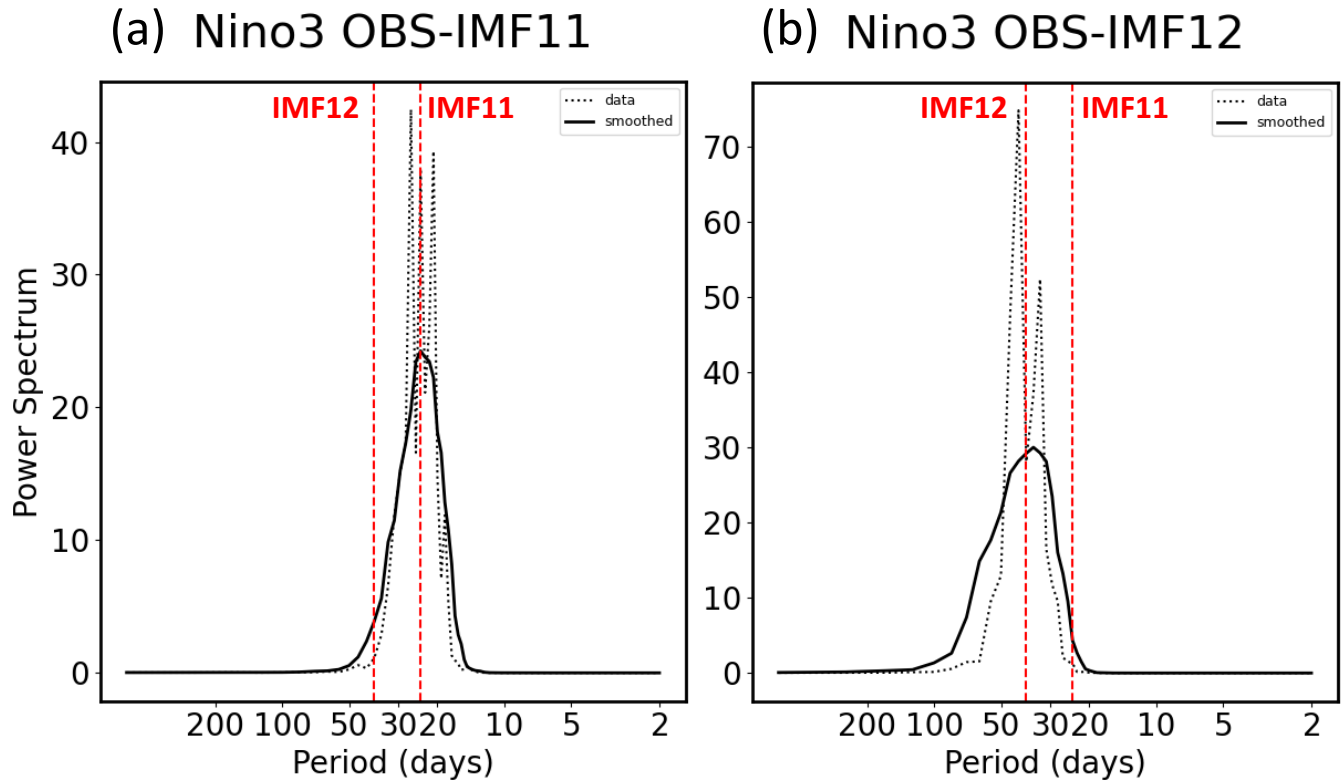 (a) Nino3 OBS-IMF11
IMF12
IMF11
data
smoothed
40
30
20
10
0
Power Spectrum
200 100 50 30 20 10 5 2
Period (days)
(b) Nino3 OBS-IMF12
IMF12
IMF11
data
smoothed
70
60
50
40
30
20
10
0
200 100 50 30 20 10 5 2
Period (days)